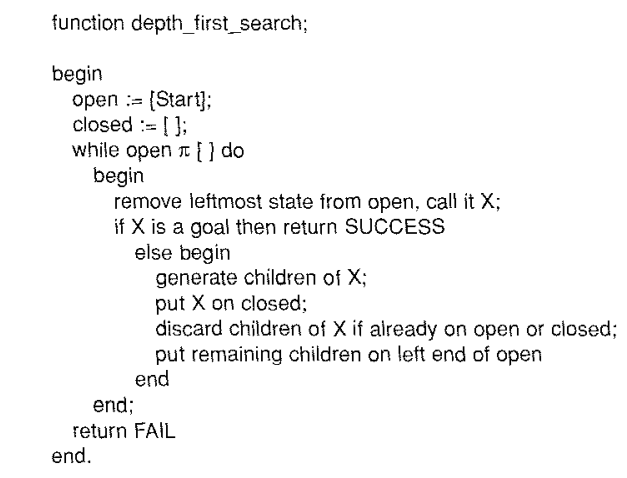 function depth_first_search;
begin
open := [Start];
closed := [ ];
while open π [ ] do
begin
remove leftmost state from open, call it X;
if X is a goal then return SUCCESS
else begin
generate children of X;
put X on closed;
discard children of X if already on open or closed;
put remaining children on left end of open
end
end;
return FAIL
end.